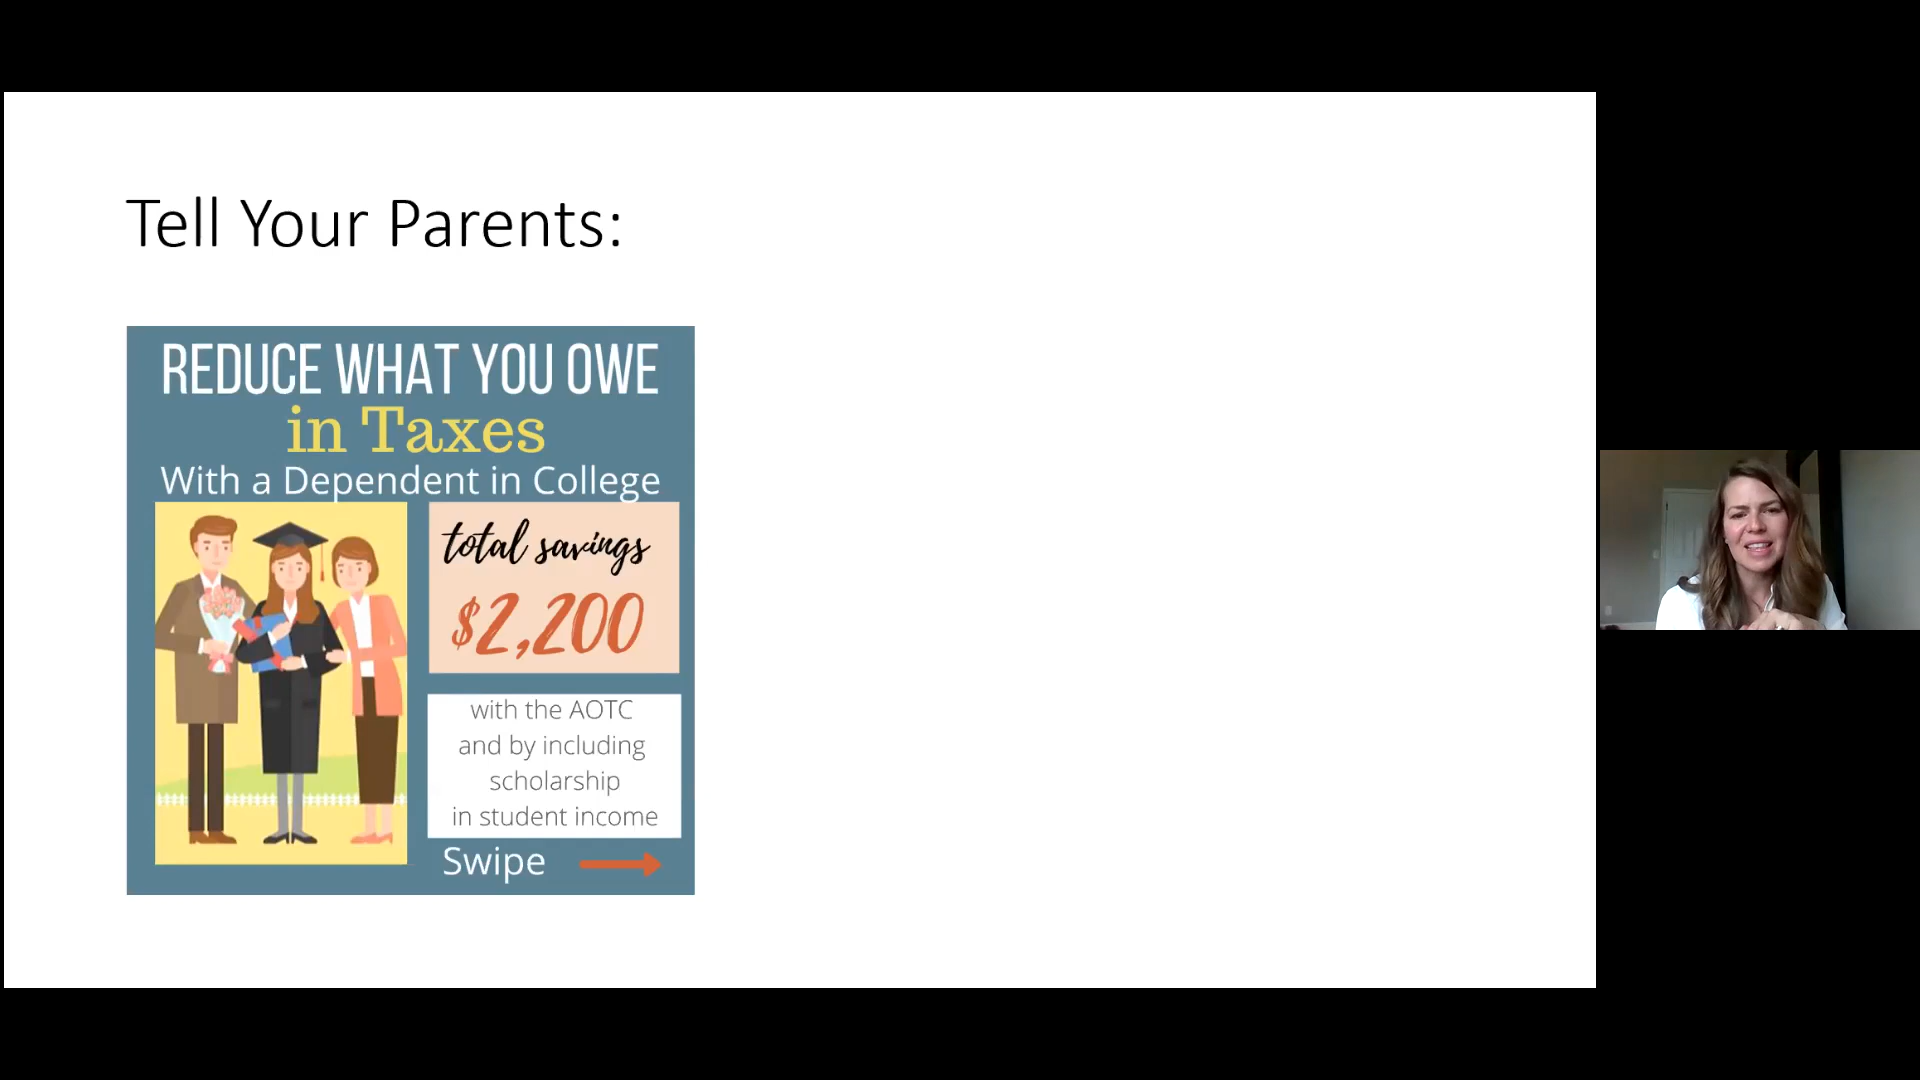 Tell Your Parents:
REDUCE WHAT YOU OWE
in Taxes
With a Dependent in College
total savings
$2,200
with the AOTC
and by including
scholarship
in student income
Swipe